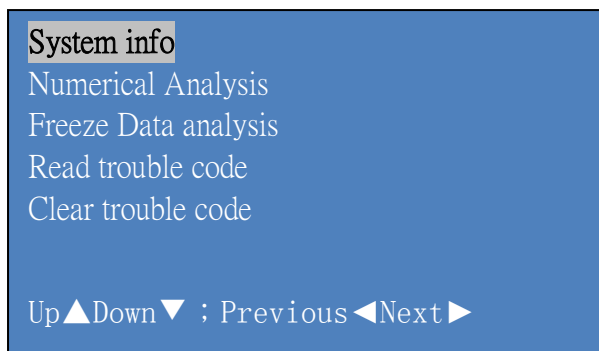 System info
Numerical Analysis
Freeze Data analysis
Read trouble code
Clear trouble code
Up▲Down▼；Previous◀Next▶